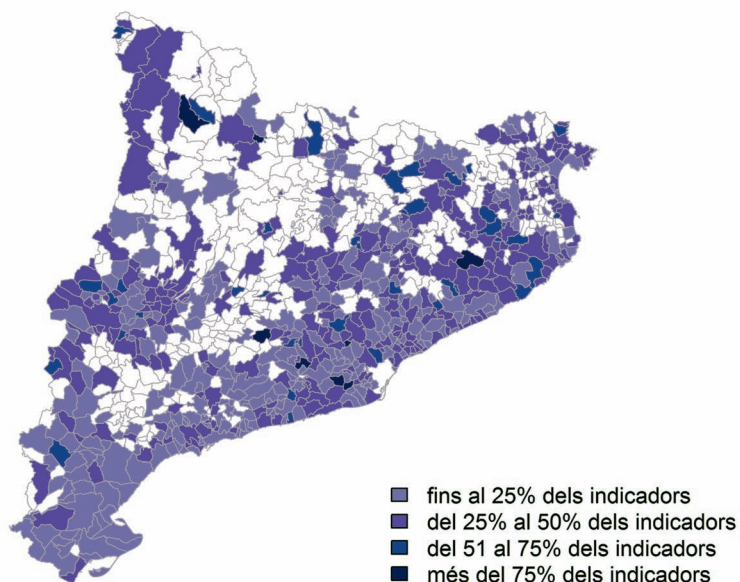 fins al 25% dels indicadors
del 25% al 50% dels indicadors
del 51 al 75% dels indicadors
més del 75% dels indicadors